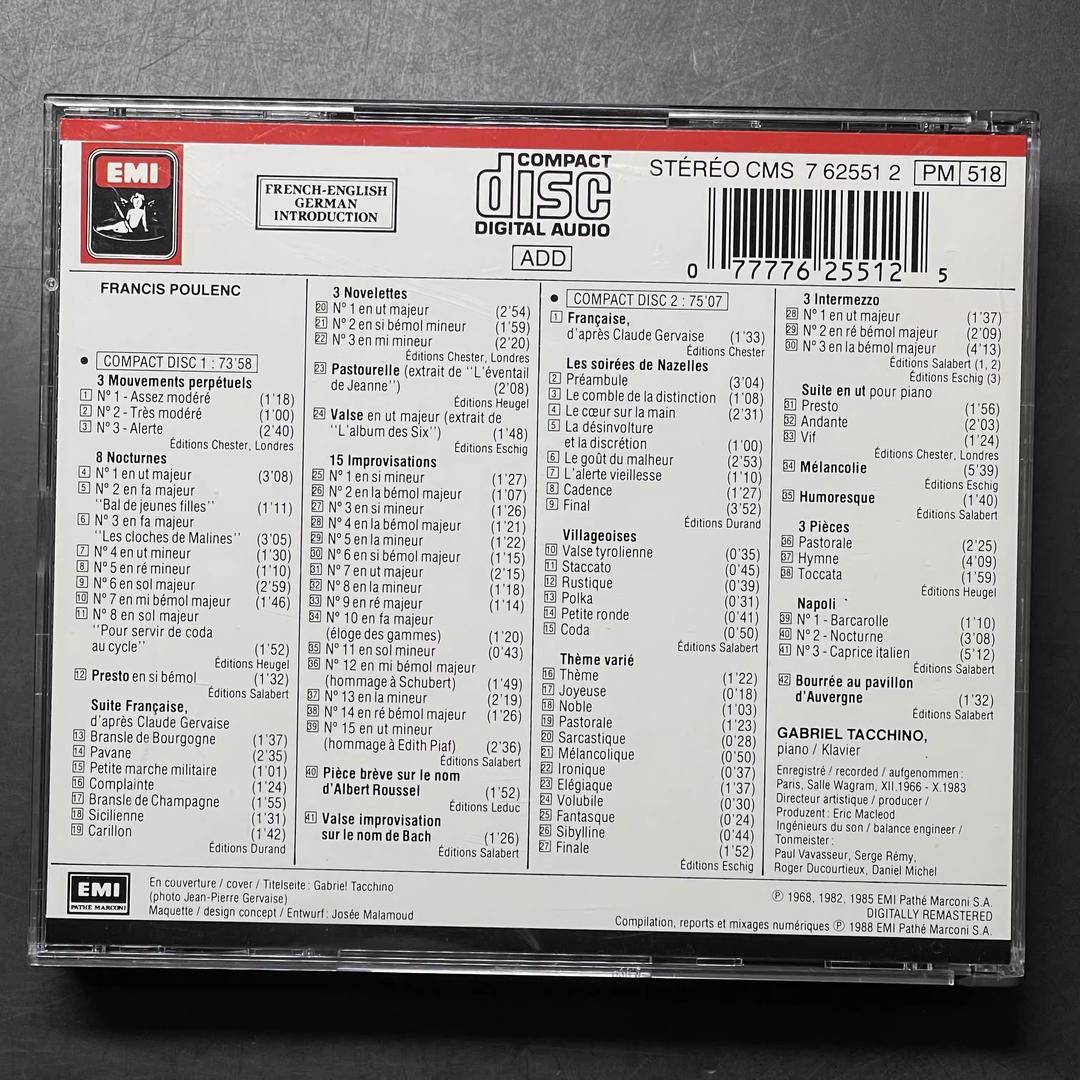 EMI
FRENCH-ENGLISH
GERMAN
INTRODUCTION
COMPACT
disc
DIGITAL AUDIO
ADD
STÉRÉO CMS 7 62551 2 PM 518
0 77776 25512 5
FRANCIS POULENC
● COMPACT DISC 1 : 73'58
3 Mouvements perpétuels
1 Nº 1 - Assez modéré (1'18)
2 Nº 2 - Très modéré (1'00)
3 Nº 3 - Alerte (2'40)
Éditions Chester, Londres
8 Nocturnes
4 Nº 1 en ut majeur (3'08)
5 Nº 2 en fa majeur
''Bal de jeunes filles'' (1'11)
6 Nº 3 en fa majeur
''Les cloches de Malines'' (3'05)
7 Nº 4 en ut mineur (1'30)
8 Nº 5 en ré mineur (1'10)
9 Nº 6 en sol majeur (2'59)
10 Nº 7 en mi bémol majeur (1'46)
11 Nº 8 en sol majeur
''Pour servir de coda
au cycle'' (1'52)
Éditions Heugel
12 Presto en si bémol (1'32)
Éditions Salabert
Suite Française,
d'après Claude Gervaise
13 Bransle de Bourgogne (1'37)
14 Pavane (2'35)
15 Petite marche militaire (1'01)
16 Complainte (1'24)
17 Bransle de Champagne (1'55)
18 Sicilienne (1'31)
19 Carillon (1'42)
Éditions Durand
3 Novelettes
20 Nº 1 en ut majeur (2'54)
21 Nº 2 en si bémol mineur (1'59)
22 Nº 3 en mi mineur (2'20)
Éditions Chester, Londres
23 Pastourelle (extrait de ''L'éventail
de Jeanne'') (2'08)
Éditions Heugel
24 Valse en ut majeur (extrait de
''L'album des Six'') (1'48)
Éditions Eschig
15 Improvisations
25 Nº 1 en si mineur (1'27)
26 Nº 2 en la bémol majeur (1'07)
27 Nº 3 en si mineur (1'26)
28 Nº 4 en la bémol majeur (1'21)
29 Nº 5 en la mineur (1'22)
30 Nº 6 en si bémol majeur (1'15)
31 Nº 7 en ut majeur (2'15)
32 Nº 8 en la mineur (1'18)
33 Nº 9 en ré majeur (1'14)
34 Nº 10 en fa majeur
(éloge des gammes) (1'20)
35 Nº 11 en sol mineur (0'43)
36 Nº 12 en mi bémol majeur
(hommage à Schubert) (1'49)
37 Nº 13 en la mineur (2'19)
38 Nº 14 en ré bémol majeur (1'26)
39 Nº 15 en ut mineur
(hommage à Edith Piaf) (2'36)
Éditions Salabert
40 Pièce brève sur le nom
d'Albert Roussel (1'52)
Éditions Leduc
41 Valse improvisation
sur le nom de Bach (1'26)
Éditions Salabert
● COMPACT DISC 2 : 75'07
1 Française,
d'après Claude Gervaise (1'33)
Éditions Chester
Les soirées de Nazelles
2 Préambule (3'04)
3 Le comble de la distinction (1'08)
4 Le cœur sur la main (2'31)
5 La désinvolture
et la discrétion (1'00)
6 Le goût du malheur (2'53)
7 L'alerte vieillesse (1'10)
8 Cadence (1'27)
9 Final (3'52)
Éditions Durand
Villageoises
10 Valse tyrolienne (0'35)
11 Staccato (0'45)
12 Rustique (0'39)
13 Polka (0'31)
14 Petite ronde (0'41)
15 Coda (0'50)
Éditions Salabert
Thème varié
16 Thème (1'22)
17 Joyeuse (0'18)
18 Noble (1'03)
19 Pastorale (1'23)
20 Sarcastique (0'28)
21 Mélancolique (0'50)
22 Ironique (0'37)
23 Elégiaque (1'37)
24 Volubile (0'30)
25 Fantasque (0'24)
26 Sibylline (0'44)
27 Finale (1'52)
Éditions Eschig
3 Intermezzo
28 Nº 1 en ut majeur (1'37)
29 Nº 2 en ré bémol majeur (2'09)
30 Nº 3 en la bémol majeur (4'13)
Éditions Salabert (1, 2)
Éditions Eschig (3)
Suite en ut pour piano
31 Presto (1'56)
32 Andante (2'03)
33 Vif (1'24)
Éditions Chester, Londres
34 Mélancolie (5'39)
Éditions Eschig
35 Humoresque (1'40)
Éditions Salabert
3 Pièces
36 Pastorale (2'25)
37 Hymne (4'09)
38 Toccata (1'59)
Éditions Heugel
Napoli
39 Nº 1 - Barcarolle (1'10)
40 Nº 2 - Nocturne (3'08)
41 Nº 3 - Caprice italien (5'12)
Éditions Salabert
42 Bourrée au pavillon
d'Auvergne (1'32)
Éditions Salabert
GABRIEL TACCHINO,
piano / Klavier
Enregistré / recorded / aufgenommen :
Paris, Salle Wagram, XII.1966 - X.1983
Directeur artistique / producer /
Produzent : Eric Macleod
Ingénieurs du son / balance engineer /
Tonmeister :
Paul Vavasseur, Serge Rémy,
Roger Ducourtieux, Daniel Michel
EMI
PATHÉ MARCONI
En couverture / cover / Titelseite : Gabriel Tacchino
(photo Jean-Pierre Gervaise)
Maquette / design concept / Entwurf : Josée Malamoud
℗ 1968, 1982, 1985 EMI Pathé Marconi S.A.
DIGITALLY REMASTERED
Compilation, reports et mixages numériques ℗ 1988 EMI Pathé Marconi S.A.